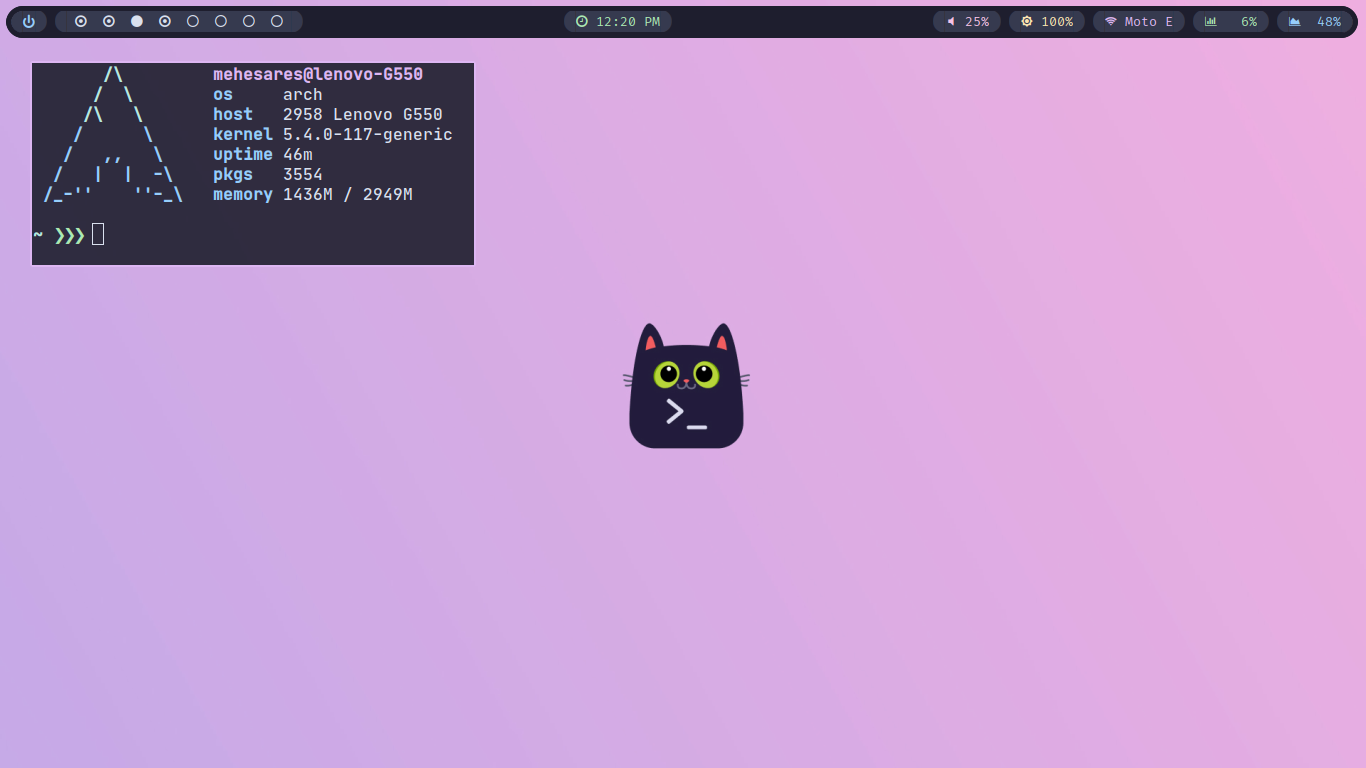 12:20 PM
25%
100%
Moto E
6%
48%
mehesares@lenovo-G550
os arch
host 2958 Lenovo G550
kernel 5.4.0-117-generic
uptime 46m
pkgs 3554
memory 1436M / 2949M
~ ❯❯❯
>_